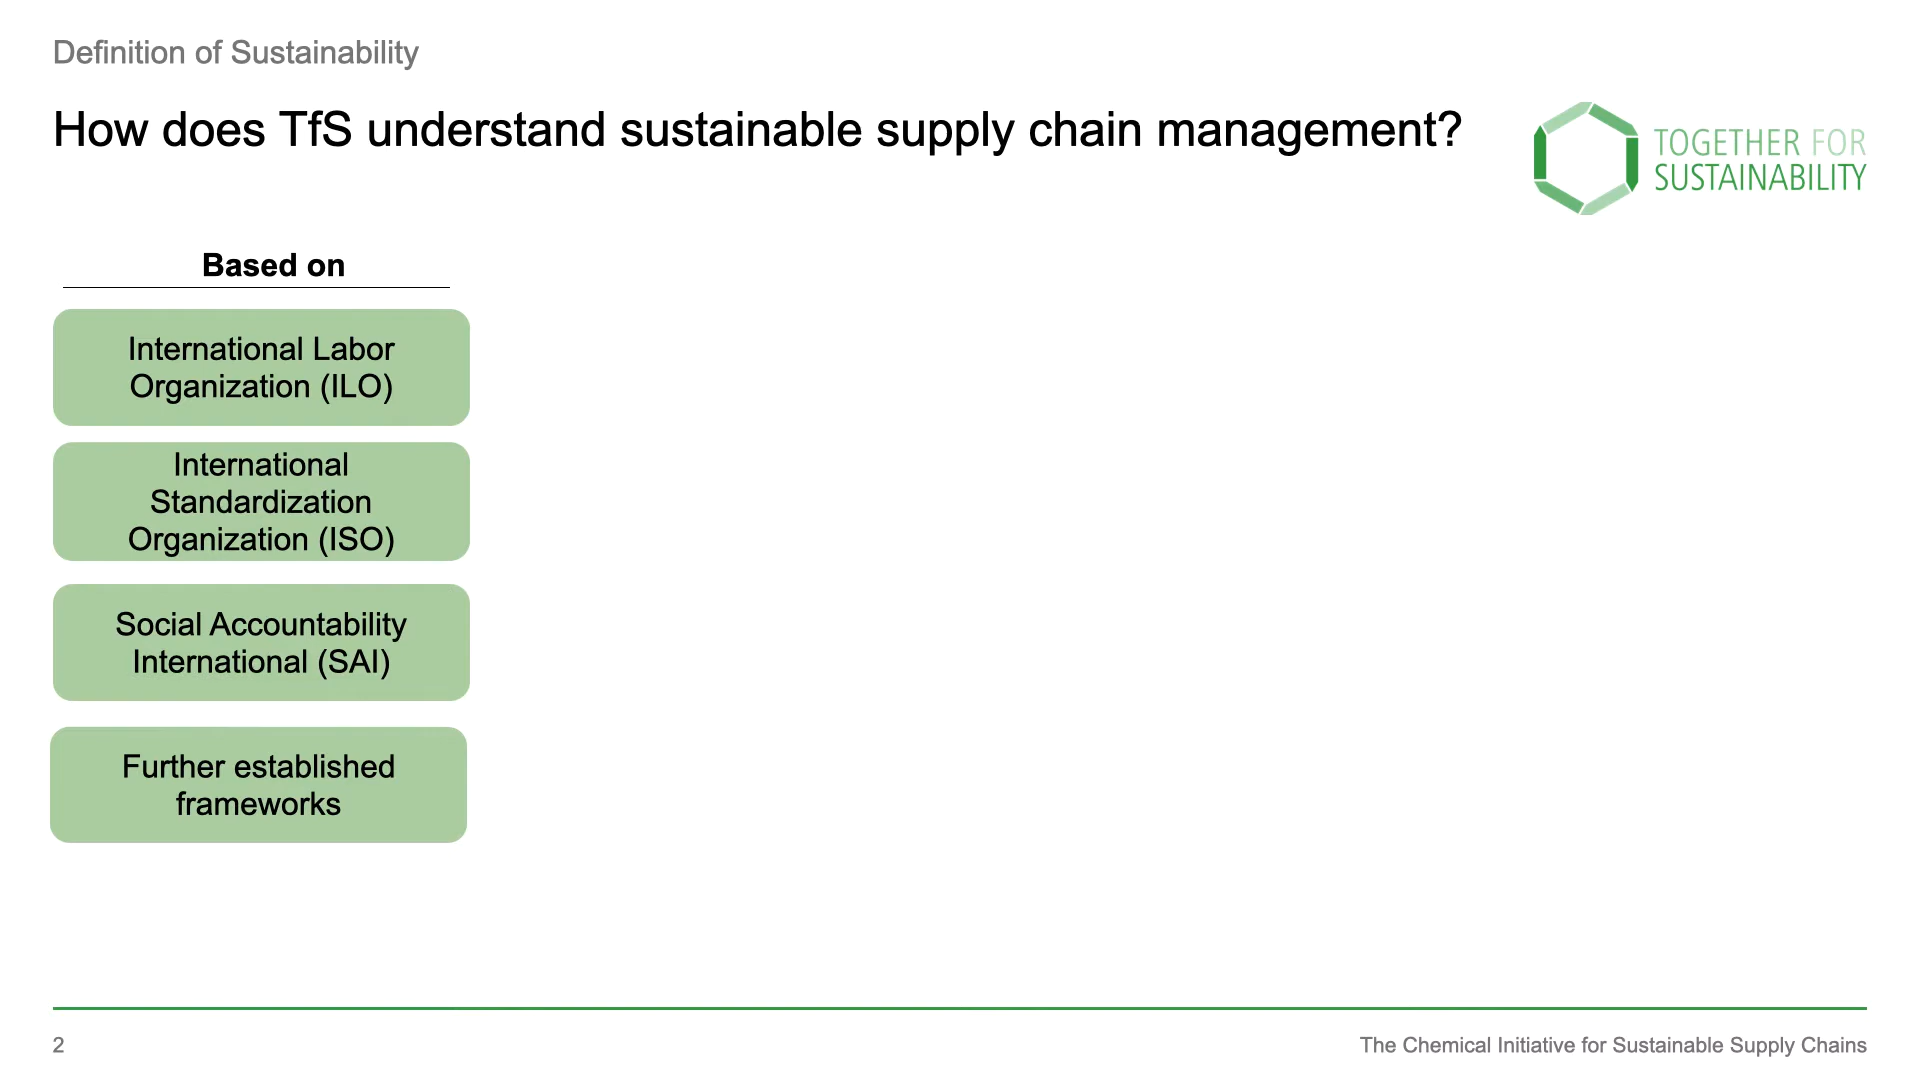 Definition of Sustainability
How does TfS understand sustainable supply chain management?
TOGETHER FOR
SUSTAINABILITY
Based on
International Labor
Organization (ILO)
International
Standardization
Organization (ISO)
Social Accountability
International (SAI)
Further established
frameworks
2
The Chemical Initiative for Sustainable Supply Chains